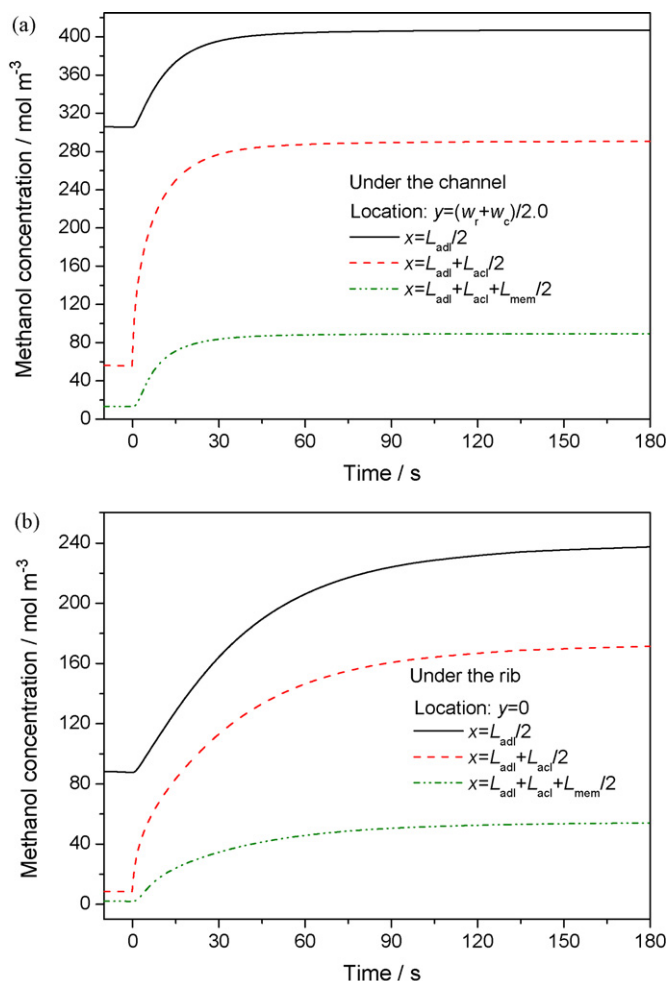 (a)
400
360
320
280
240
200
160
120
80
40
0
Methanol concentration / mol m⁻³
Under the channel
Location: y=(wr+wc)/2.0
x=Ladl/2
x=Ladl+Lacl/2
x=Ladl+Lacl+Lmem/2
0 30 60 90 120 150 180
Time / s
(b)
240
200
160
120
80
40
0
Methanol concentration / mol m⁻³
Under the rib
Location: y=0
x=Ladl/2
x=Ladl+Lacl/2
x=Ladl+Lacl+Lmem/2
0 30 60 90 120 150 180
Time / s